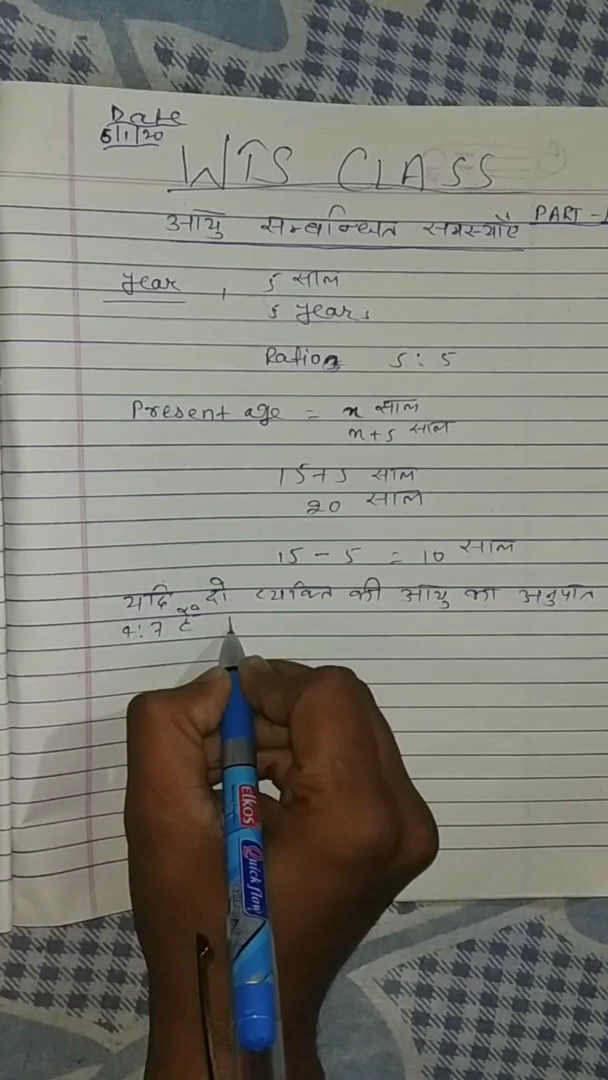 Date
5/1/20
WTS CLASS
आयु सम्बन्धित समस्याएँ PART -
year , 5 साल
5 years
Ratio 5 : 5
Present age = x साल
x+5 साल
15+5 साल
20 साल
15 - 5 = 10 साल
यदि दो व्यक्ति की आयु का अनुपात
4:7 है
Elkos
Quick flow